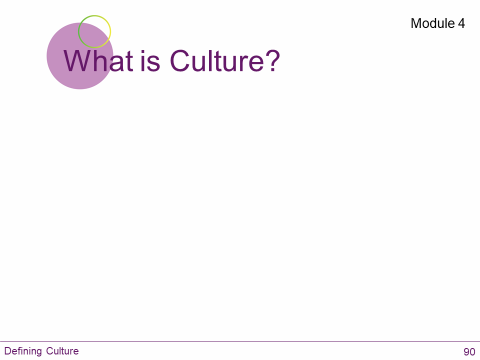 Module 4
What is Culture?
Defining Culture
90